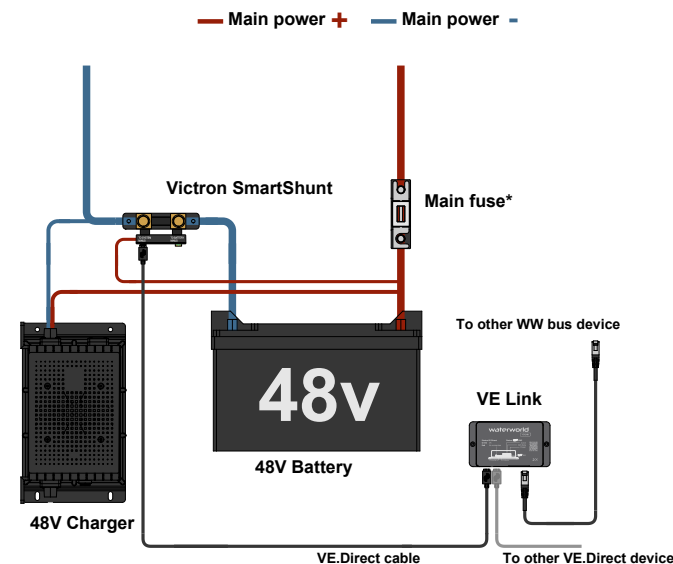 Main power + Main power -
Victron SmartShunt
Main fuse*
To other WW bus device
48v
VE Link
waterworld
48V Battery
48V Charger
VE.Direct cable
To other VE.Direct device